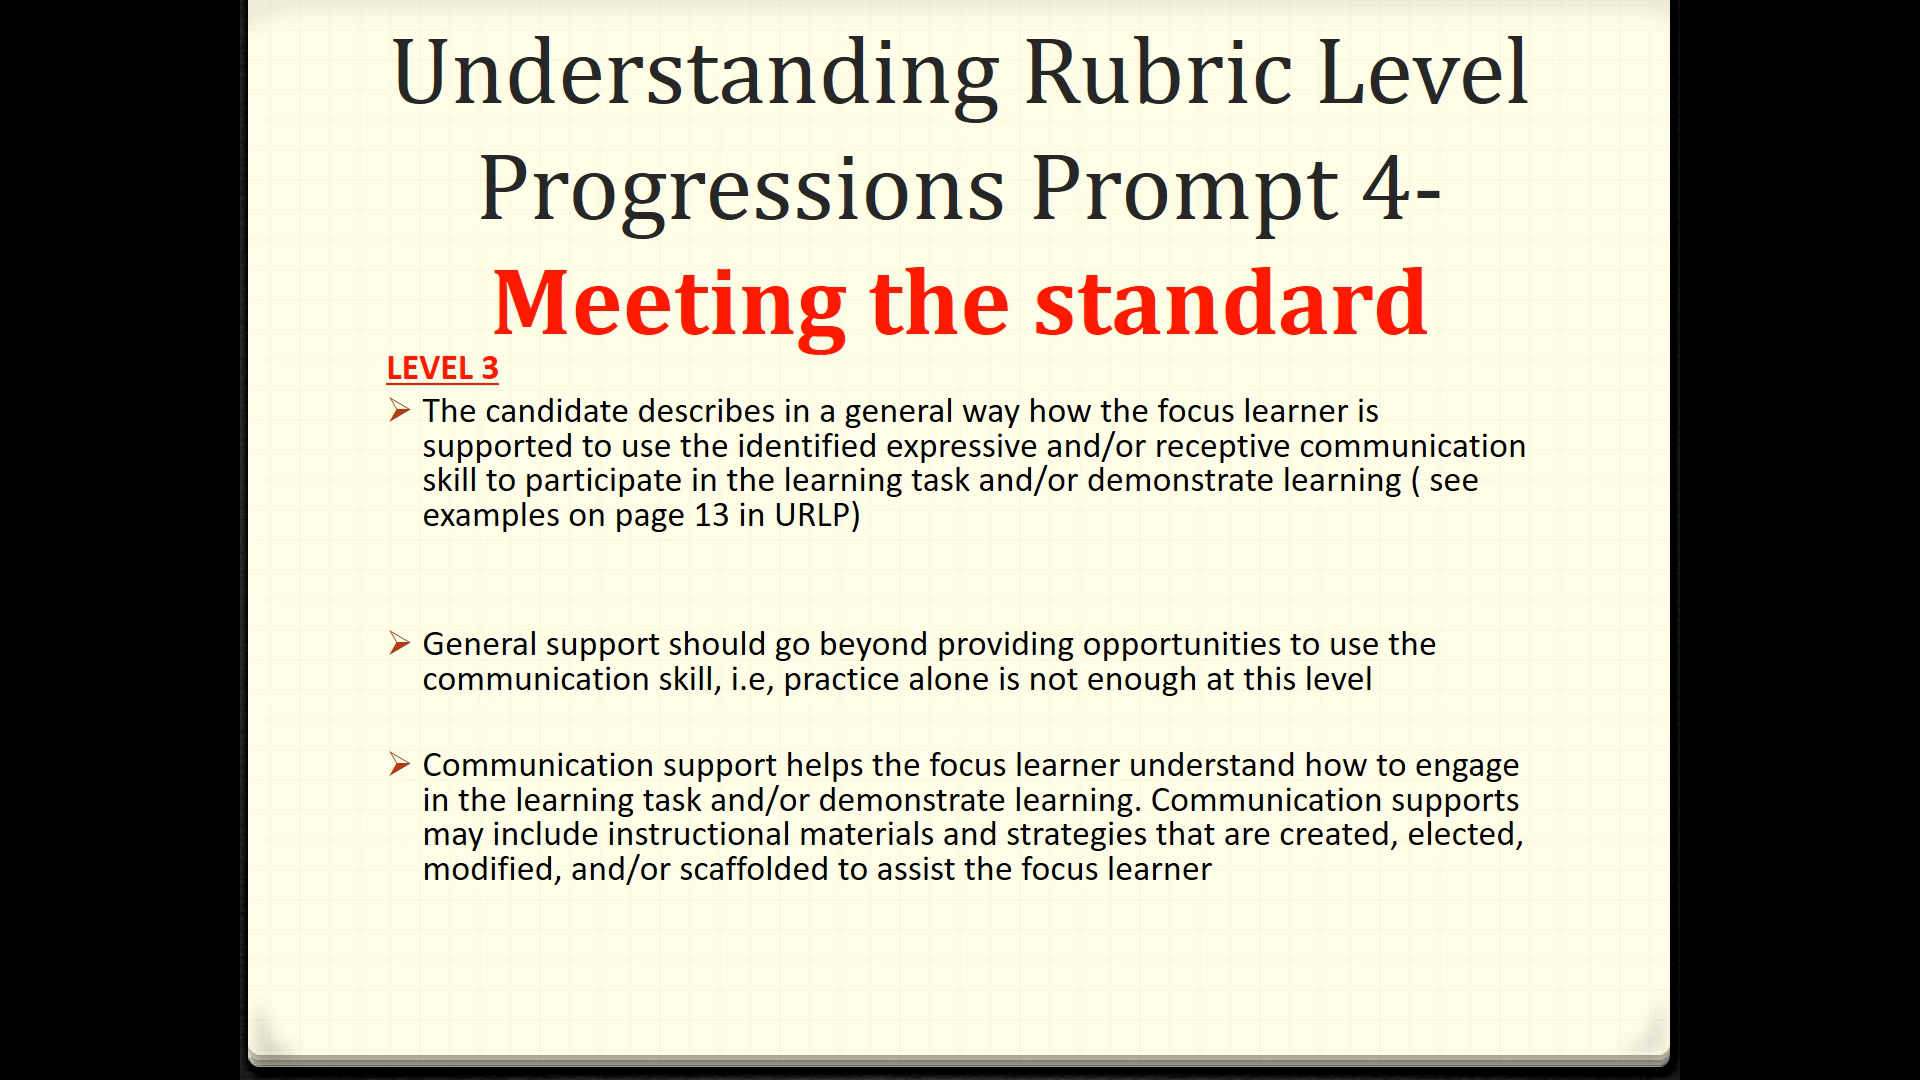 Understanding Rubric Level
Progressions Prompt 4-
Meeting the standard
LEVEL 3
The candidate describes in a general way how the focus learner is
supported to use the identified expressive and/or receptive communication
skill to participate in the learning task and/or demonstrate learning ( see
examples on page 13 in URLP)
General support should go beyond providing opportunities to use the
communication skill, i.e, practice alone is not enough at this level
Communication support helps the focus learner understand how to engage
in the learning task and/or demonstrate learning. Communication supports
may include instructional materials and strategies that are created, elected,
modified, and/or scaffolded to assist the focus learner